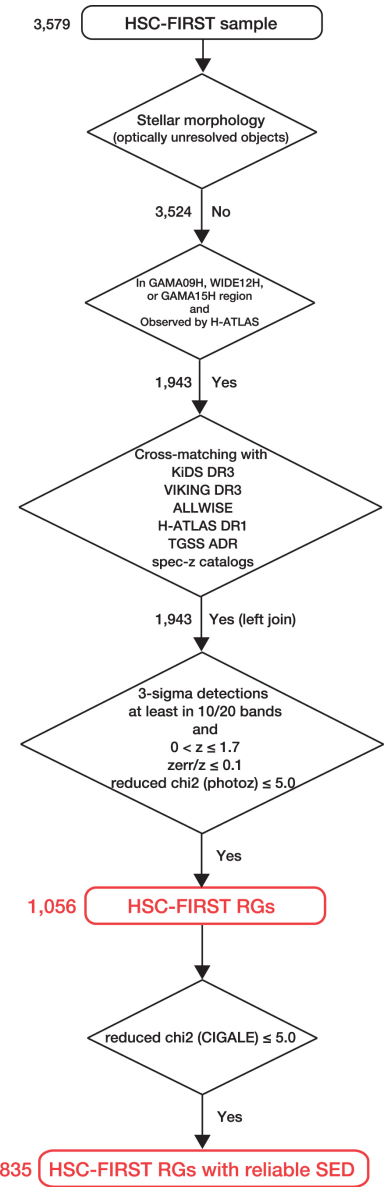 3,579 HSC-FIRST sample
Stellar morphology
(optically unresolved objects)
3,524 No
In GAMA09H, WIDE12H,
or GAMA15H region
and
Observed by H-ATLAS
1,943 Yes
Cross-matching with
KiDS DR3
VIKING DR3
ALLWISE
H-ATLAS DR1
TGSS ADR
spec-z catalogs
1,943 Yes (left join)
3-sigma detections
at least in 10/20 bands
and
0 < z ≤ 1.7
zerr/z ≤ 0.1
reduced chi2 (photoz) ≤ 5.0
Yes
1,056 HSC-FIRST RGs
reduced chi2 (CIGALE) ≤ 5.0
Yes
835 HSC-FIRST RGs with reliable SED